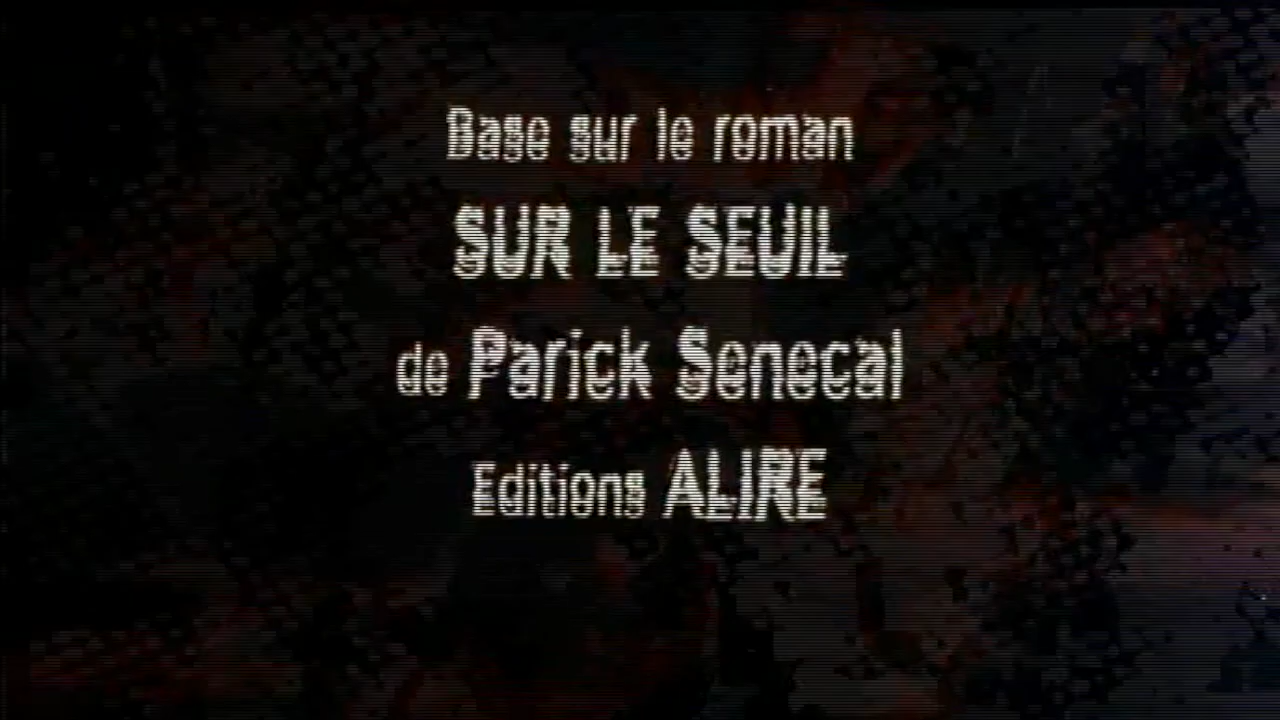 Base sur le roman
SUR LE SEUIL
de Parick Senecal
Editions ALIRE